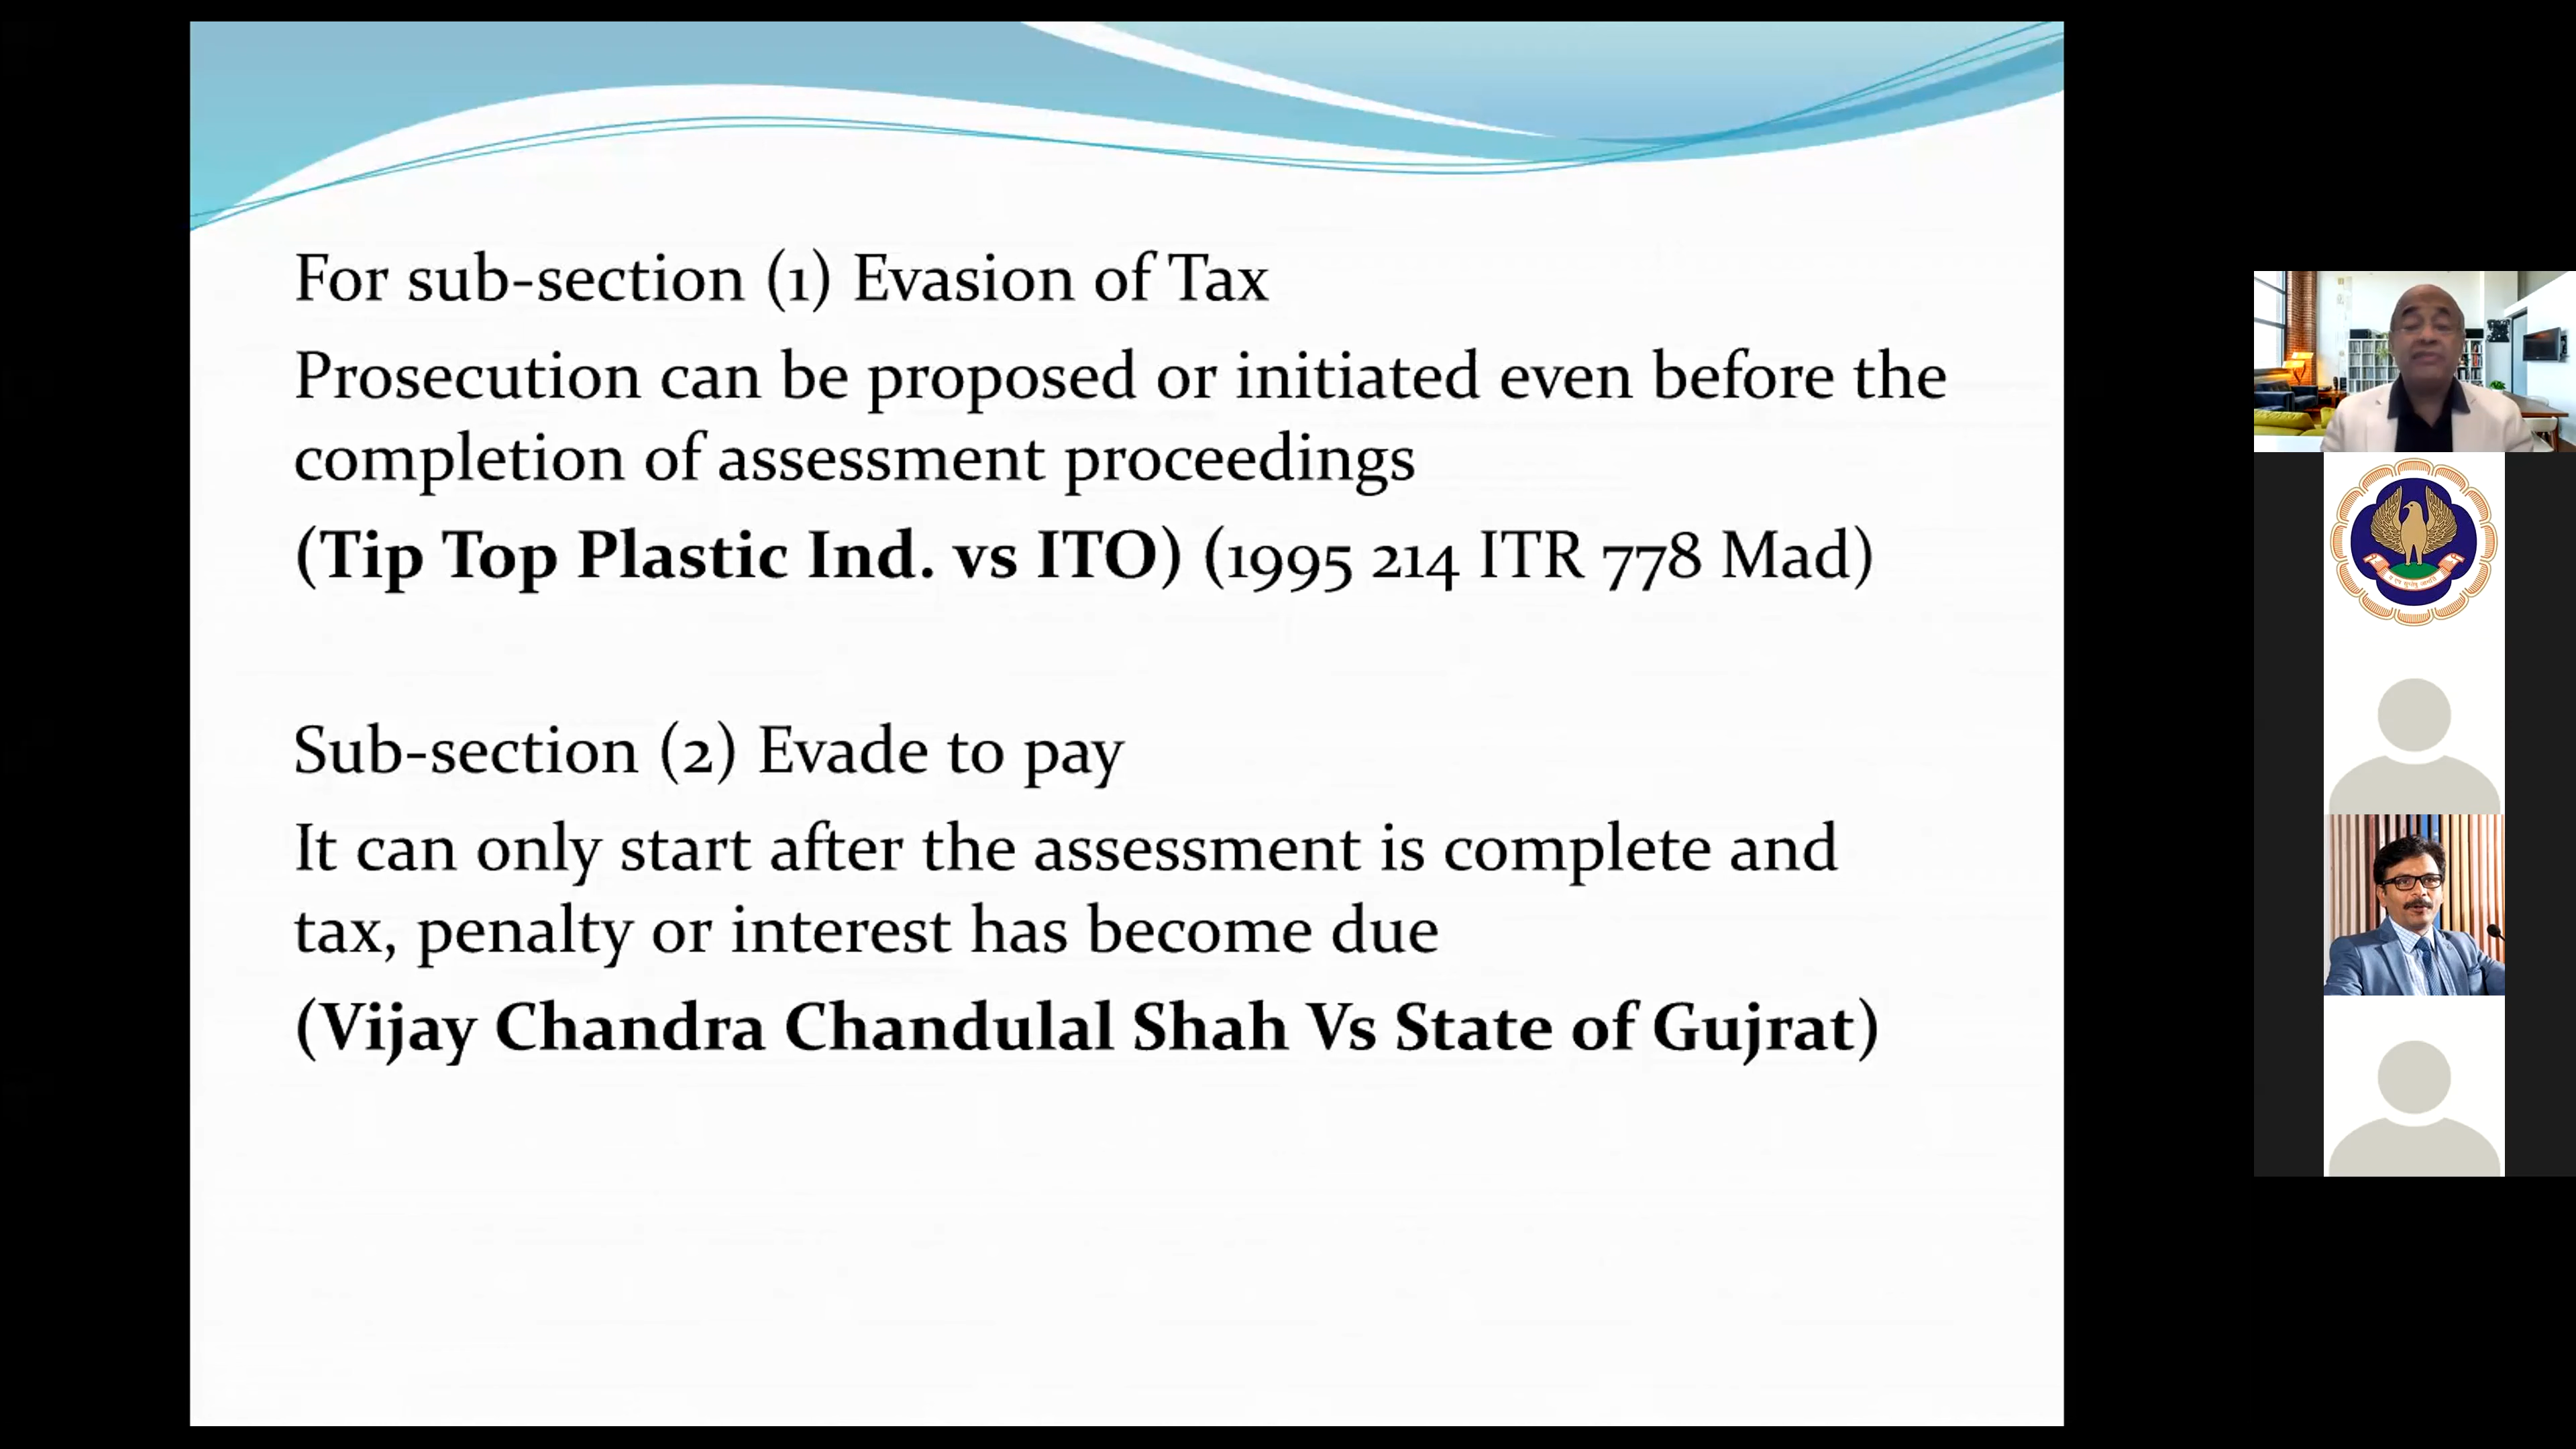 For sub-section (1) Evasion of Tax
Prosecution can be proposed or initiated even before the
completion of assessment proceedings
(Tip Top Plastic Ind. vs ITO) (1995 214 ITR 778 Mad)
Sub-section (2) Evade to pay
It can only start after the assessment is complete and
tax, penalty or interest has become due
(Vijay Chandra Chandulal Shah Vs State of Gujrat)